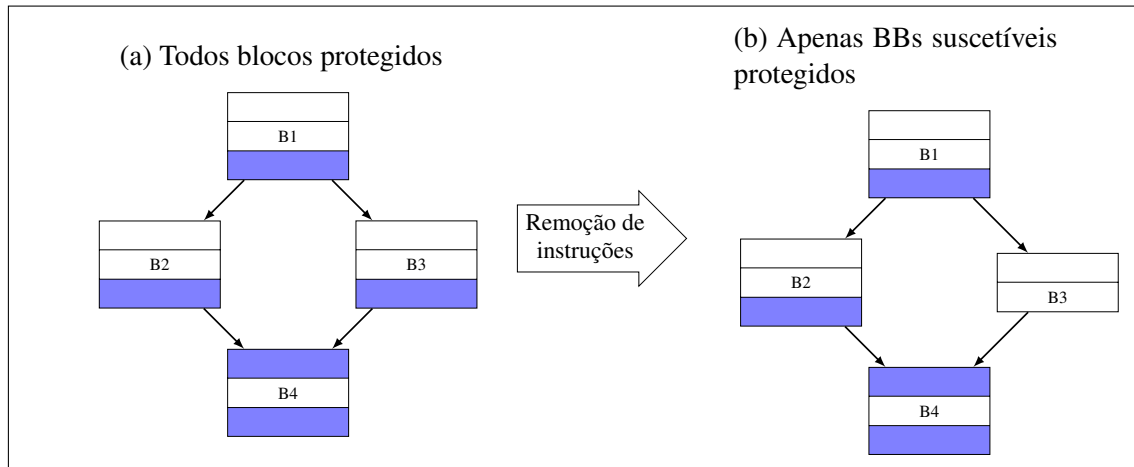 (a) Todos blocos protegidos
B1
B2
B3
B4
Remoção de
instruções
(b) Apenas BBs suscetíveis
protegidos
B1
B2
B3
B4